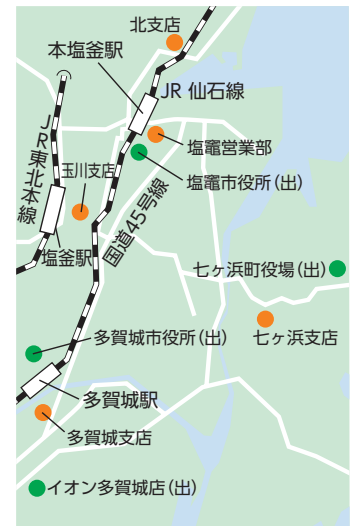 北支店
本塩釜駅
JR 仙石線
塩竈営業部
塩竈市役所(出)
JR東北本線
玉川支店
国道45号線
塩釜駅
七ヶ浜町役場(出)
七ヶ浜支店
多賀城市役所(出)
多賀城駅
多賀城支店
イオン多賀城店(出)